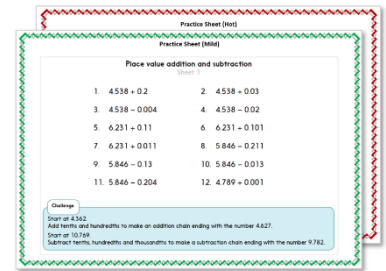 Practice Sheet (Hot)
Practice Sheet (Mild)
Place value addition and subtraction
Sheet 1
1. 4.538 + 0.2 2. 4.538 + 0.03
3. 4.538 – 0.004 4. 4.538 – 0.02
5. 6.231 + 0.11 6. 6.231 + 0.101
7. 6.231 + 0.011 8. 5.846 – 0.211
9. 5.846 – 0.13 10. 5.846 – 0.013
11. 5.846 – 0.204 12. 4.789 + 0.001
Challenge
Start at 4.362.
Add tenths and hundredths to make an addition chain ending with the number 4.627.
Start at 10.769.
Subtract tenths, hundredths and thousandths to make a subtraction chain ending with the number 9.782.